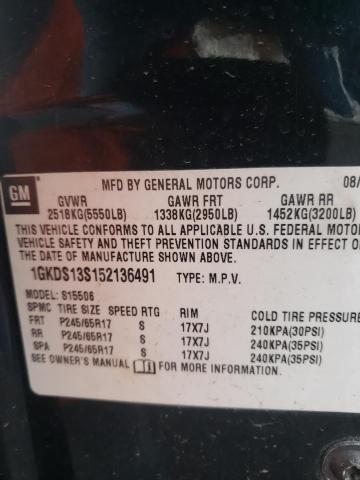 GM
MFD BY GENERAL MOTORS CORP. 08/
GVWR GAWR FRT GAWR RR
2518KG(5550LB) 1338KG(2950LB) 1452KG(3200LB)
THIS VEHICLE CONFORMS TO ALL APPLICABLE U.S. FEDERAL MOTOR
VEHICLE SAFETY AND THEFT PREVENTION STANDARDS IN EFFECT ON
THE DATE OF MANUFACTURE SHOWN ABOVE.
1GKDS13S152136491 TYPE: M.P.V.
MODEL: S15506
SPMC TIRE SIZE SPEED RTG RIM COLD TIRE PRESSURE
FRT P245/65R17 S 17X7J 210KPA(30PSI)
RR P245/65R17 S 17X7J 240KPA(35PSI)
SPA P245/65R17 S 17X7J 240KPA(35PSI)
SEE OWNER'S MANUAL FOR MORE INFORMATION.